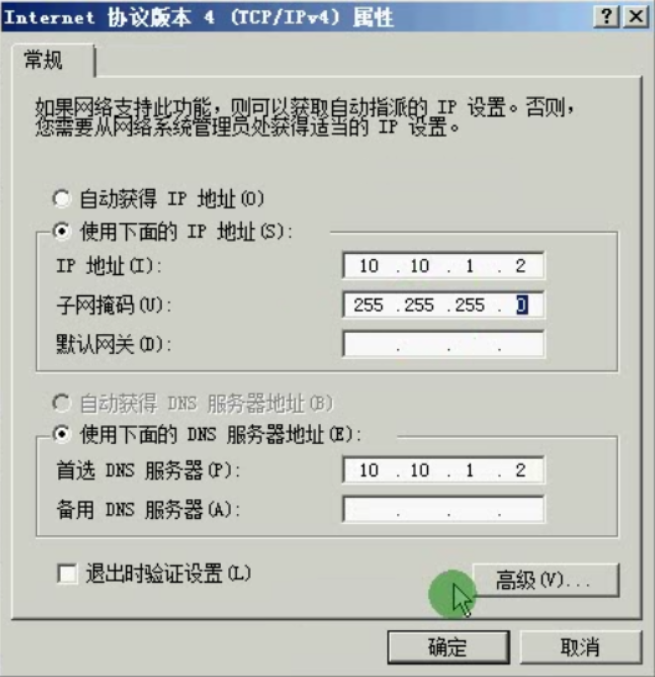 Internet 协议版本 4 (TCP/IPv4) 属性
常规
如果网络支持此功能，则可以获取自动指派的 IP 设置。否则，
您需要从网络系统管理员处获得适当的 IP 设置。
自动获得 IP 地址(O)
使用下面的 IP 地址(S):
IP 地址(I): 10 . 10 . 1 . 2
子网掩码(U): 255 . 255 . 255 . 0
默认网关(D): . . .
自动获得 DNS 服务器地址(B)
使用下面的 DNS 服务器地址(E):
首选 DNS 服务器(P): 10 . 10 . 1 . 2
备用 DNS 服务器(A): . . .
退出时验证设置(L)
高级(V)...
确定 取消